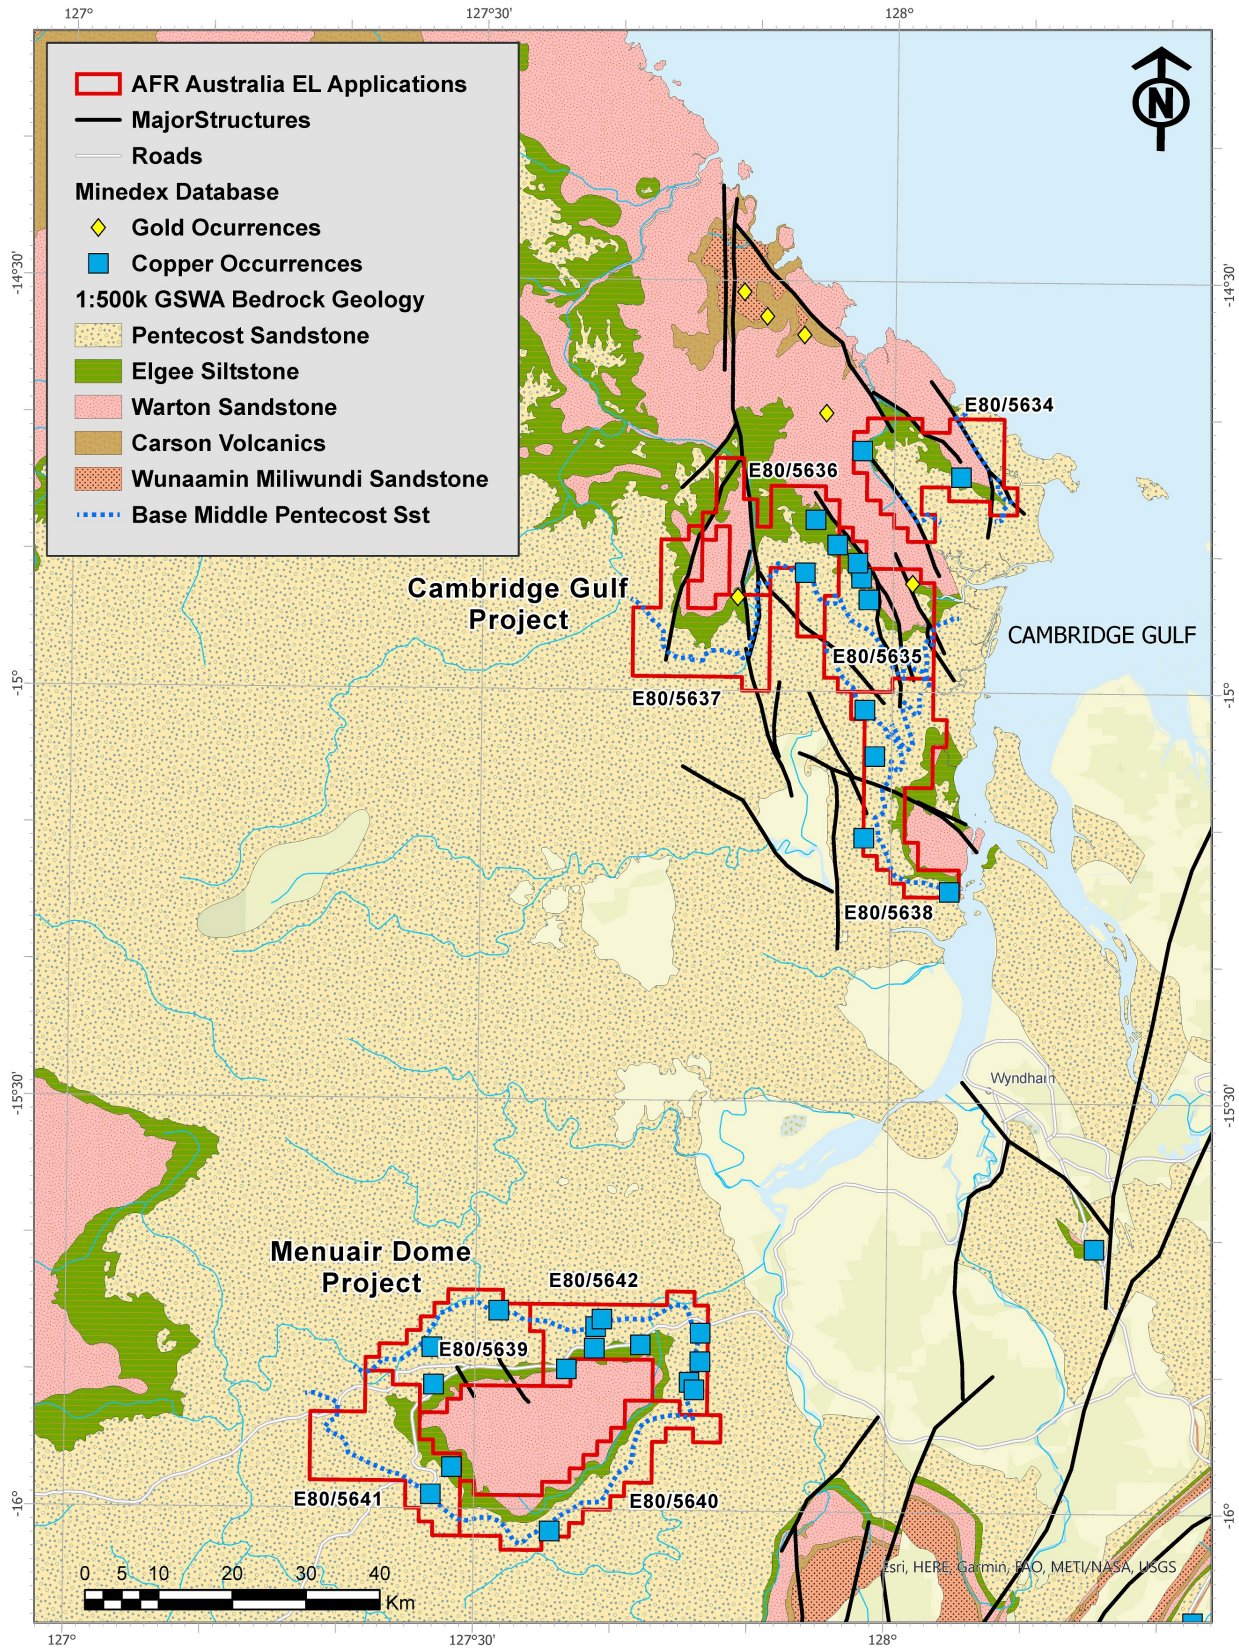 127°
127°30'
128°
AFR Australia EL Applications
MajorStructures
Roads
Minedex Database
Gold Ocurrences
Copper Occurrences
1:500k GSWA Bedrock Geology
Pentecost Sandstone
Elgee Siltstone
Warton Sandstone
Carson Volcanics
Wunaamin Miliwundi Sandstone
Base Middle Pentecost Sst
N
-14°30'
-14°30'
E80/5634
E80/5636
Cambridge Gulf
Project
CAMBRIDGE GULF
E80/5635
-15°
-15°
E80/5637
E80/5638
Wyndham
-15°30'
-15°30'
Menuair Dome
Project
E80/5642
E80/5639
E80/5641
E80/5640
-16°
-16°
Esri, HERE, Garmin, FAO, METI/NASA, USGS
0 5 10 20 30 40
Km
127°
127°30'
128°